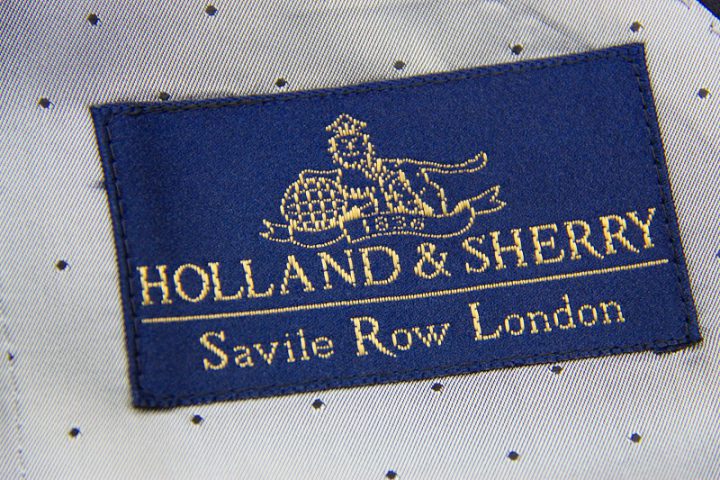 1836
HOLLAND & SHERRY
Savile Row London